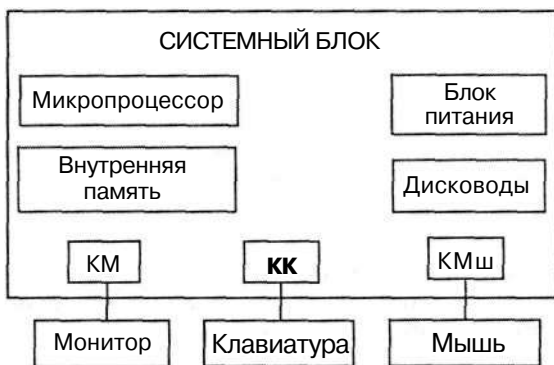 СИСТЕМНЫЙ БЛОК
Микропроцессор
Блок
питания
Внутренняя
память
Дисководы
КМ
КК
КМш
Монитор
Клавиатура
Мышь